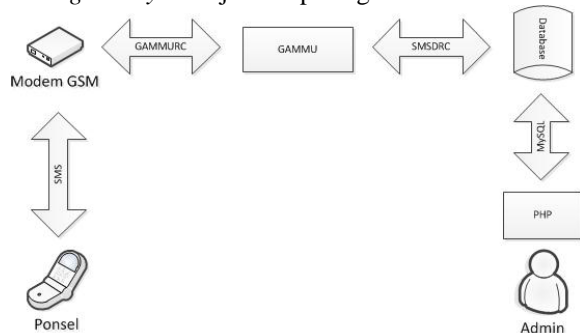 GAMMURC
GAMMU
SMSDRC
Database
Modem GSM
SMS
MySQL
PHP
Ponsel
Admin